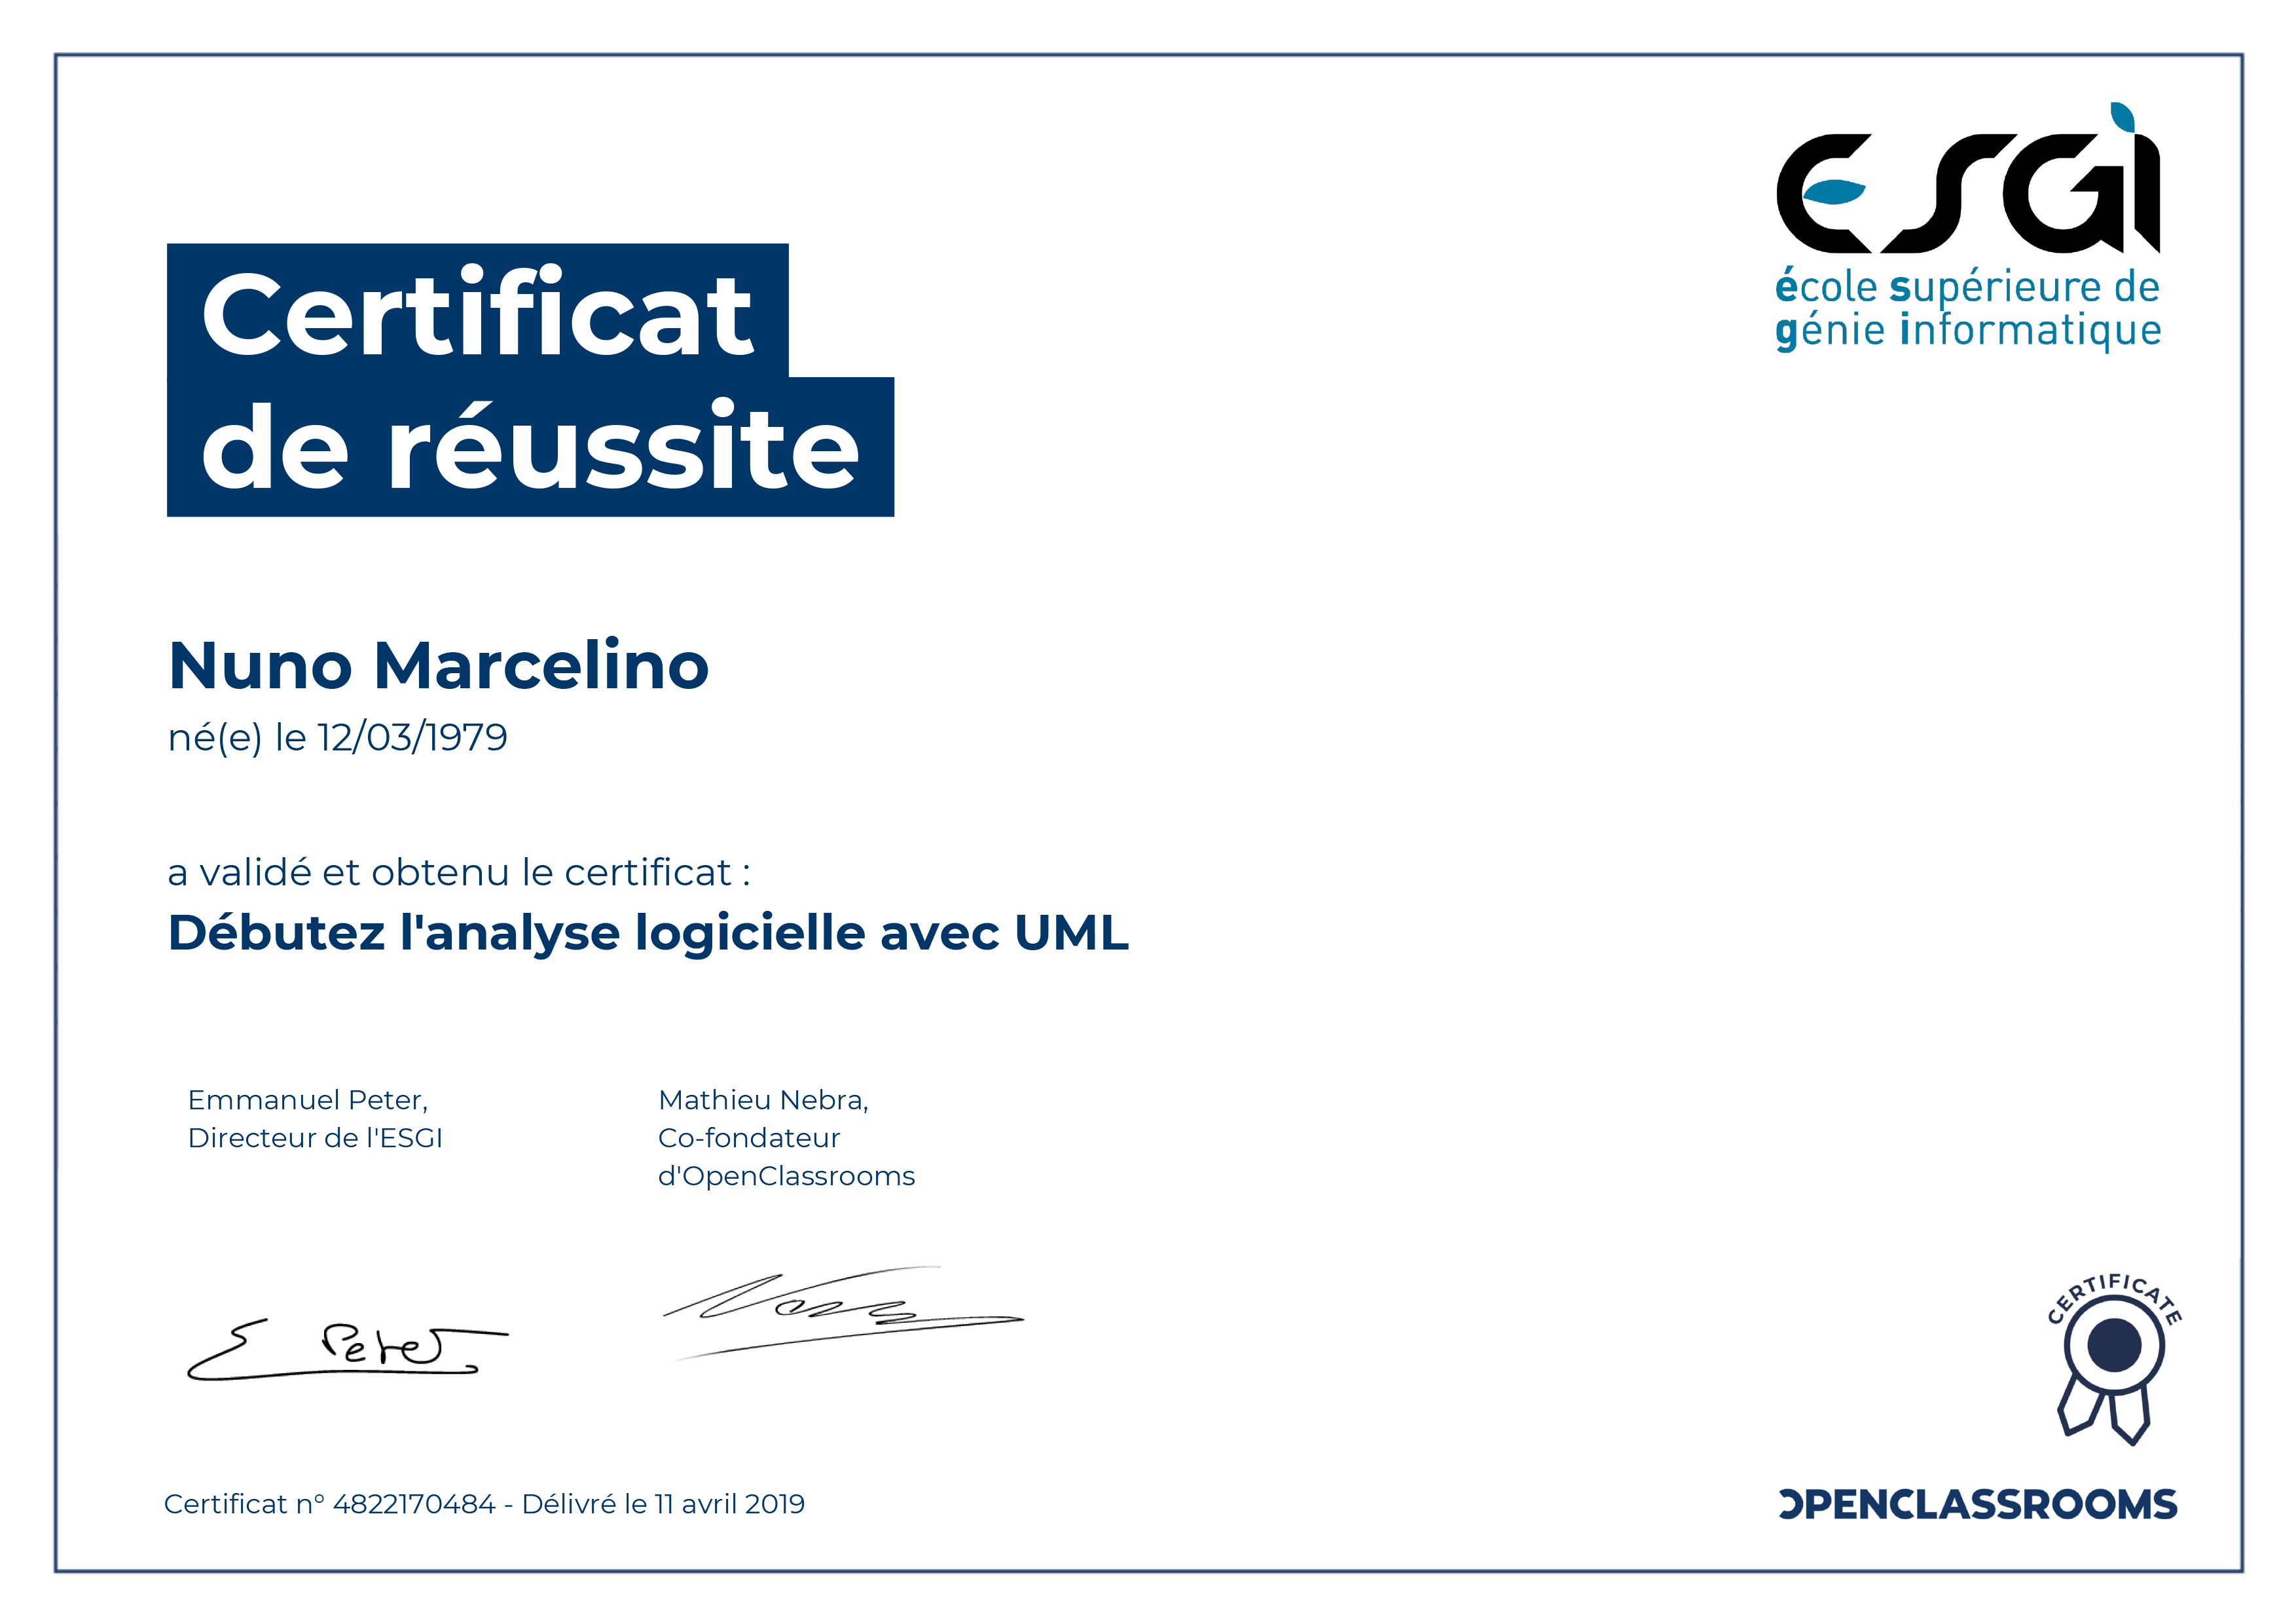 ESGI
école supérieure de
génie informatique
Certificat
de réussite
Nuno Marcelino
né(e) le 12/03/1979
a validé et obtenu le certificat :
Débutez l'analyse logicielle avec UML
Emmanuel Peter,
Directeur de l'ESGI
Mathieu Nebra,
Co-fondateur
d'OpenClassrooms
E Peter
CERTIFICATE
Certificat n° 4822170484 - Délivré le 11 avril 2019
OPENCLASSROOMS